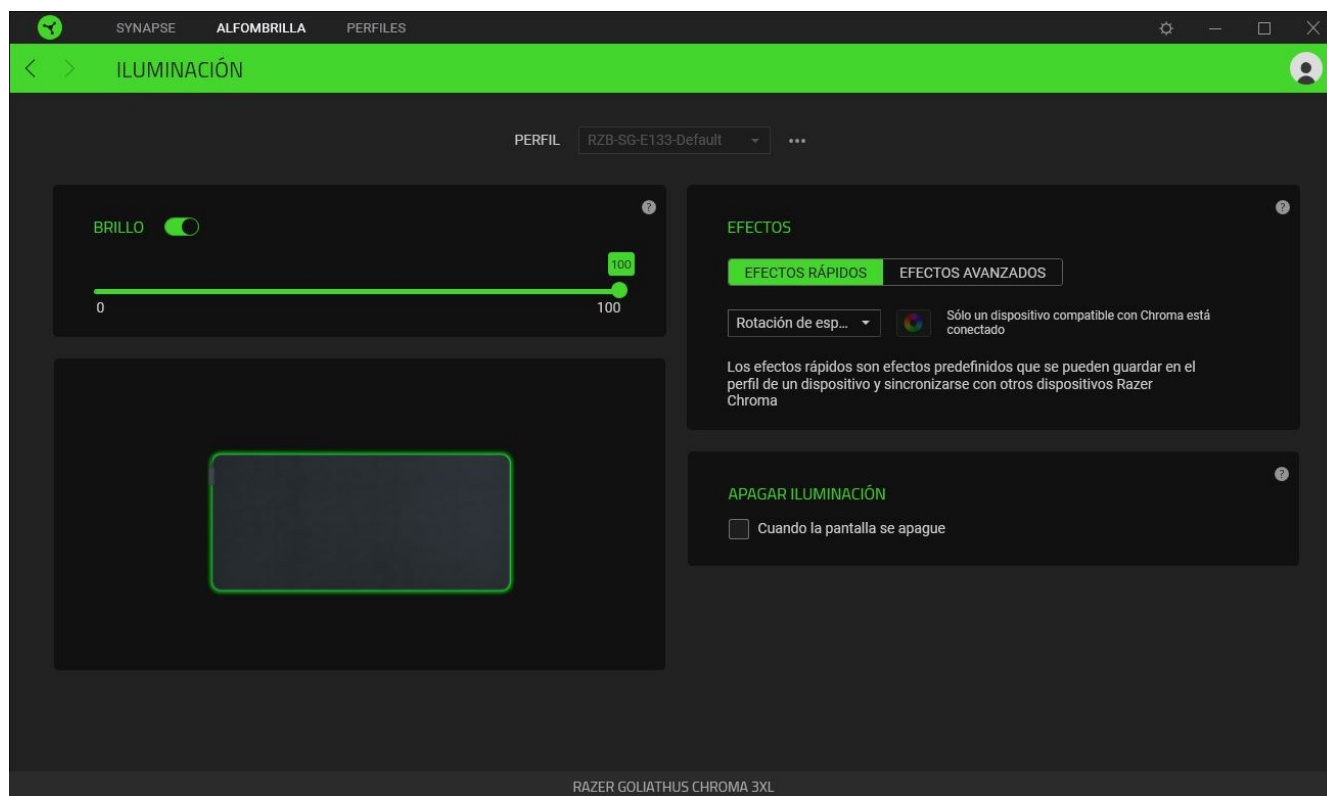 SYNAPSE ALFOMBRILLA PERFILES
ILUMINACIÓN
PERFIL RZB-SG-E133-Default
BRILLO
100
0 100
EFECTOS
EFECTOS RÁPIDOS EFECTOS AVANZADOS
Rotación de esp...
Sólo un dispositivo compatible con Chroma está
conectado
Los efectos rápidos son efectos predefinidos que se pueden guardar en el
perfil de un dispositivo y sincronizarse con otros dispositivos Razer
Chroma
APAGAR ILUMINACIÓN
Cuando la pantalla se apague
RAZER GOLIATHUS CHROMA 3XL